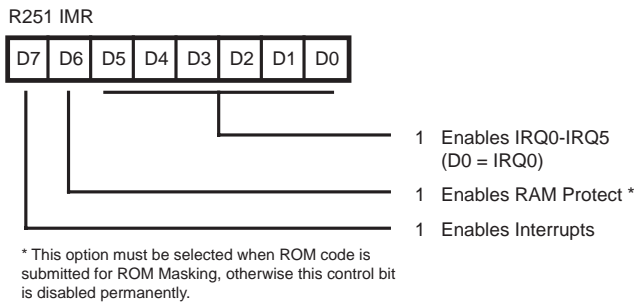 R251 IMR
D7 D6 D5 D4 D3 D2 D1 D0
1 Enables IRQ0-IRQ5
(D0 = IRQ0)
1 Enables RAM Protect *
1 Enables Interrupts
* This option must be selected when ROM code is
submitted for ROM Masking, otherwise this control bit
is disabled permanently.